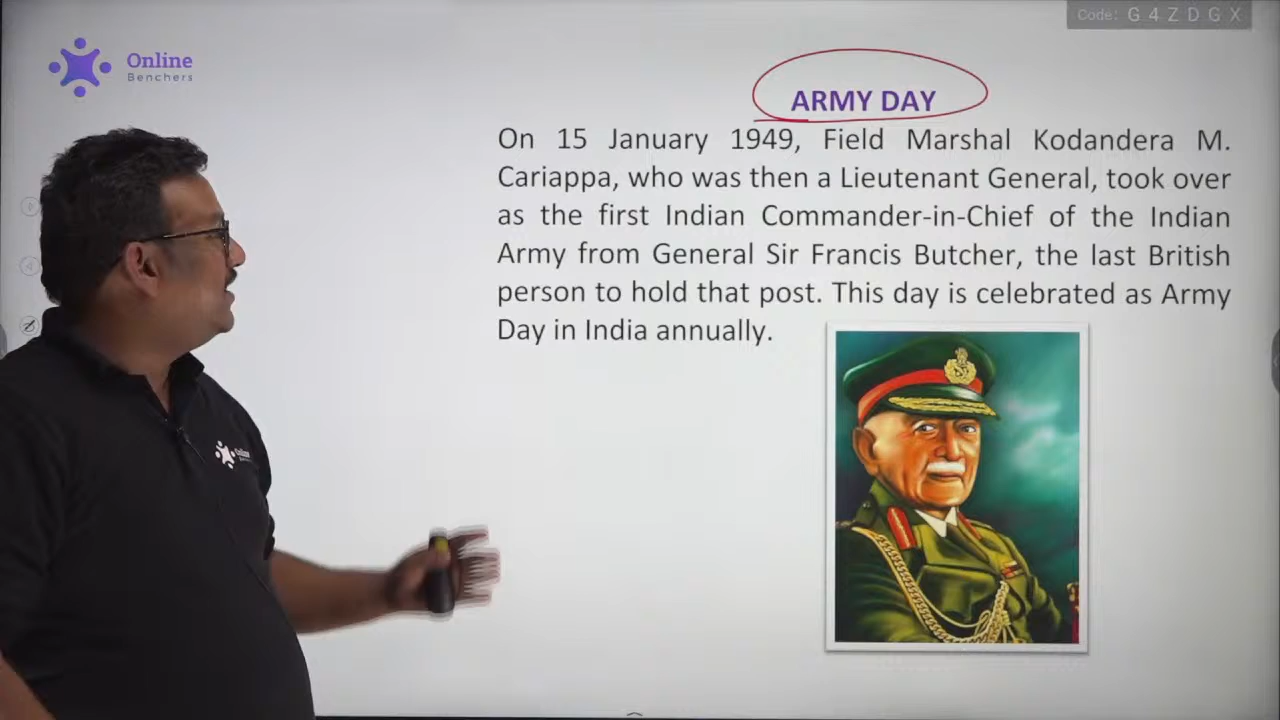 Code: G 4 Z D G X
Online
Benchers
ARMY DAY
On 15 January 1949, Field Marshal Kodandera M.
Cariappa, who was then a Lieutenant General, took over
as the first Indian Commander-in-Chief of the Indian
Army from General Sir Francis Butcher, the last British
person to hold that post. This day is celebrated as Army
Day in India annually.
Online